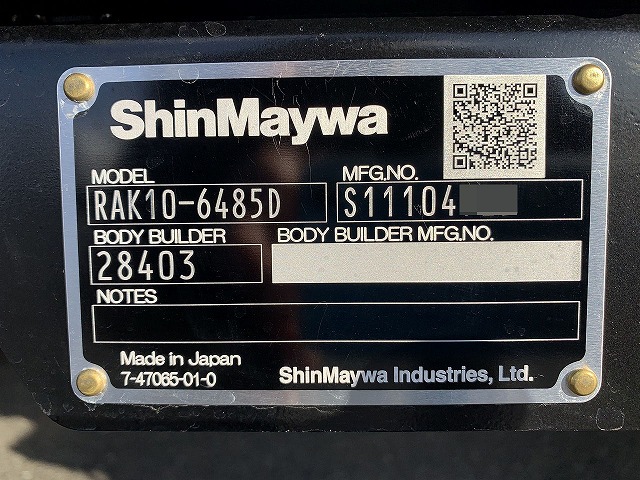 ShinMaywa
MODEL MFG.NO.
RAK10-6485D S11104
BODY BUILDER BODY BUILDER MFG.NO.
28403
NOTES
Made in Japan
7-47065-01-0 ShinMaywa Industries, Ltd.